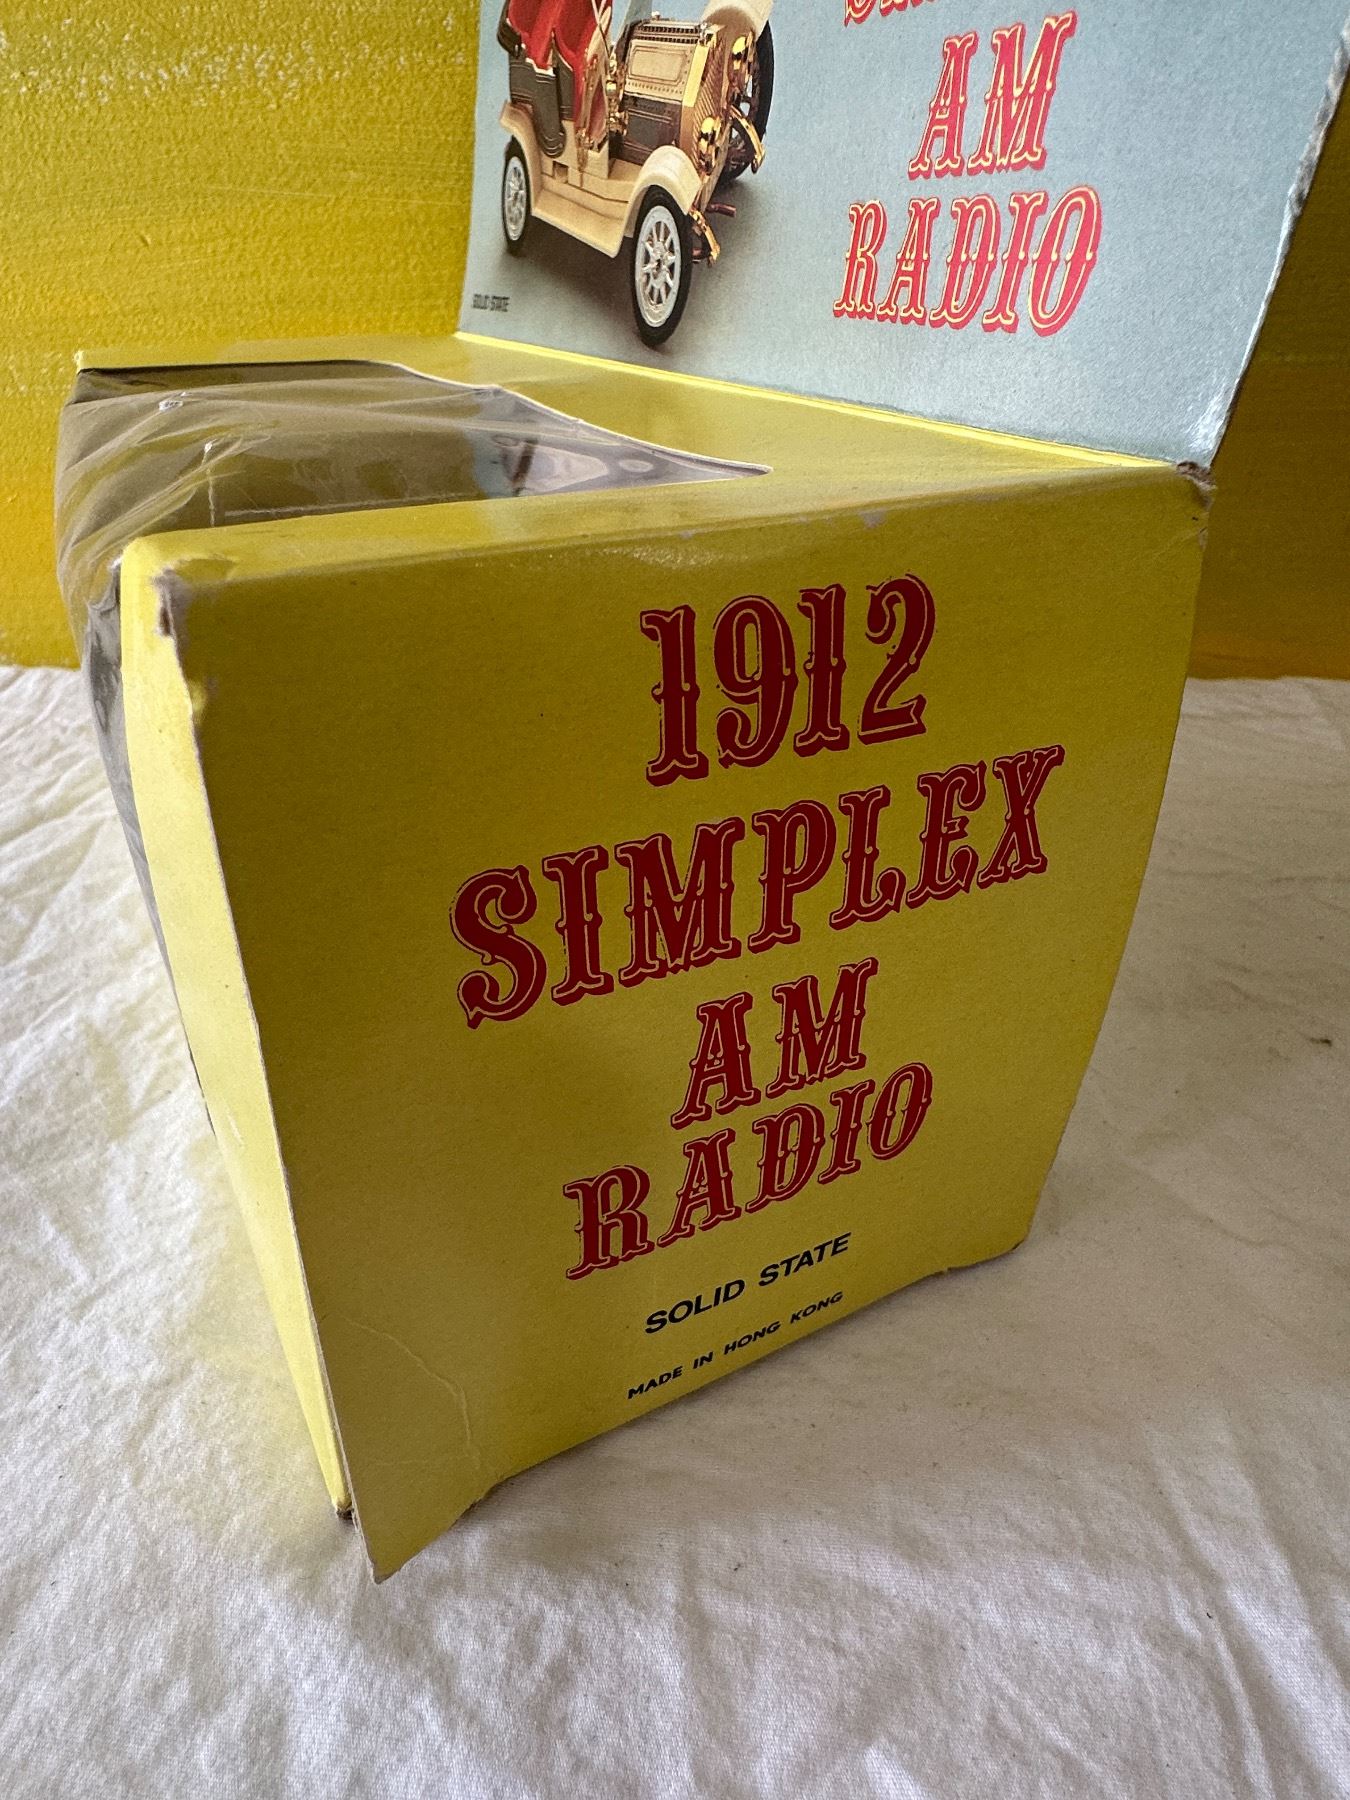 AM
RADIO
SOLID STATE
1912
SIMPLEX
AM
RADIO
SOLID STATE
MADE IN HONG KONG